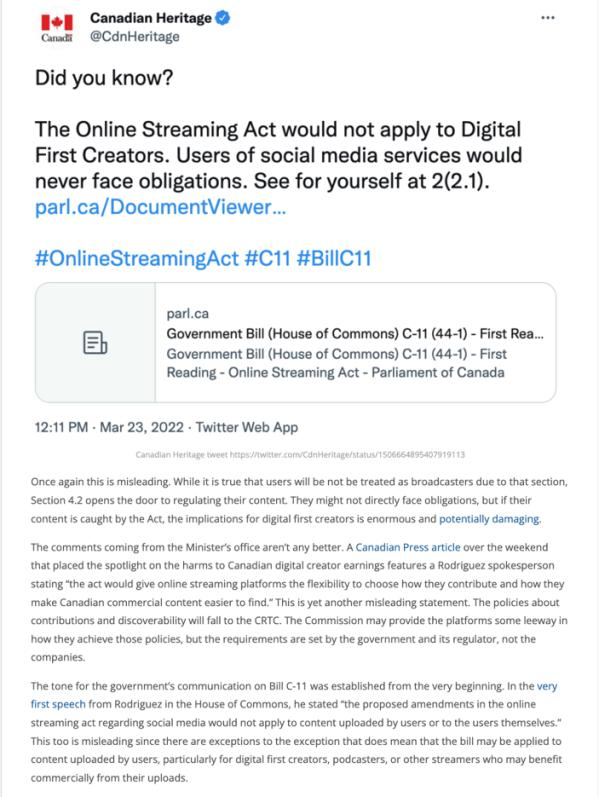 Canadian Heritage
@CdnHeritage
Canada
Did you know?
The Online Streaming Act would not apply to Digital
First Creators. Users of social media services would
never face obligations. See for yourself at 2(2.1).
parl.ca/DocumentViewer...
#OnlineStreamingAct #C11 #BillC11
parl.ca
Government Bill (House of Commons) C-11 (44-1) - First Rea...
Government Bill (House of Commons) C-11 (44-1) - First
Reading - Online Streaming Act - Parliament of Canada
12:11 PM · Mar 23, 2022 · Twitter Web App
Canadian Heritage tweet https://twitter.com/CdnHeritage/status/1506664895407919113
Once again this is misleading. While it is true that users will be not be treated as broadcasters due to that section,
Section 4.2 opens the door to regulating their content. They might not directly face obligations, but if their
content is caught by the Act, the implications for digital first creators is enormous and potentially damaging.
The comments coming from the Minister's office aren't any better. A Canadian Press article over the weekend
that placed the spotlight on the harms to Canadian digital creator earnings features a Rodriguez spokesperson
stating “the act would give online streaming platforms the flexibility to choose how they contribute and how they
make Canadian commercial content easier to find.” This is yet another misleading statement. The policies about
contributions and discoverability will fall to the CRTC. The Commission may provide the platforms some leeway in
how they achieve those policies, but the requirements are set by the government and its regulator, not the
companies.
The tone for the government's communication on Bill C-11 was established from the very beginning. In the very
first speech from Rodriguez in the House of Commons, he stated “the proposed amendments in the online
streaming act regarding social media would not apply to content uploaded by users or to the users themselves.”
This too is misleading since there are exceptions to the exception that does mean that the bill may be applied to
content uploaded by users, particularly for digital first creators, podcasters, or other streamers who may benefit
commercially from their uploads.